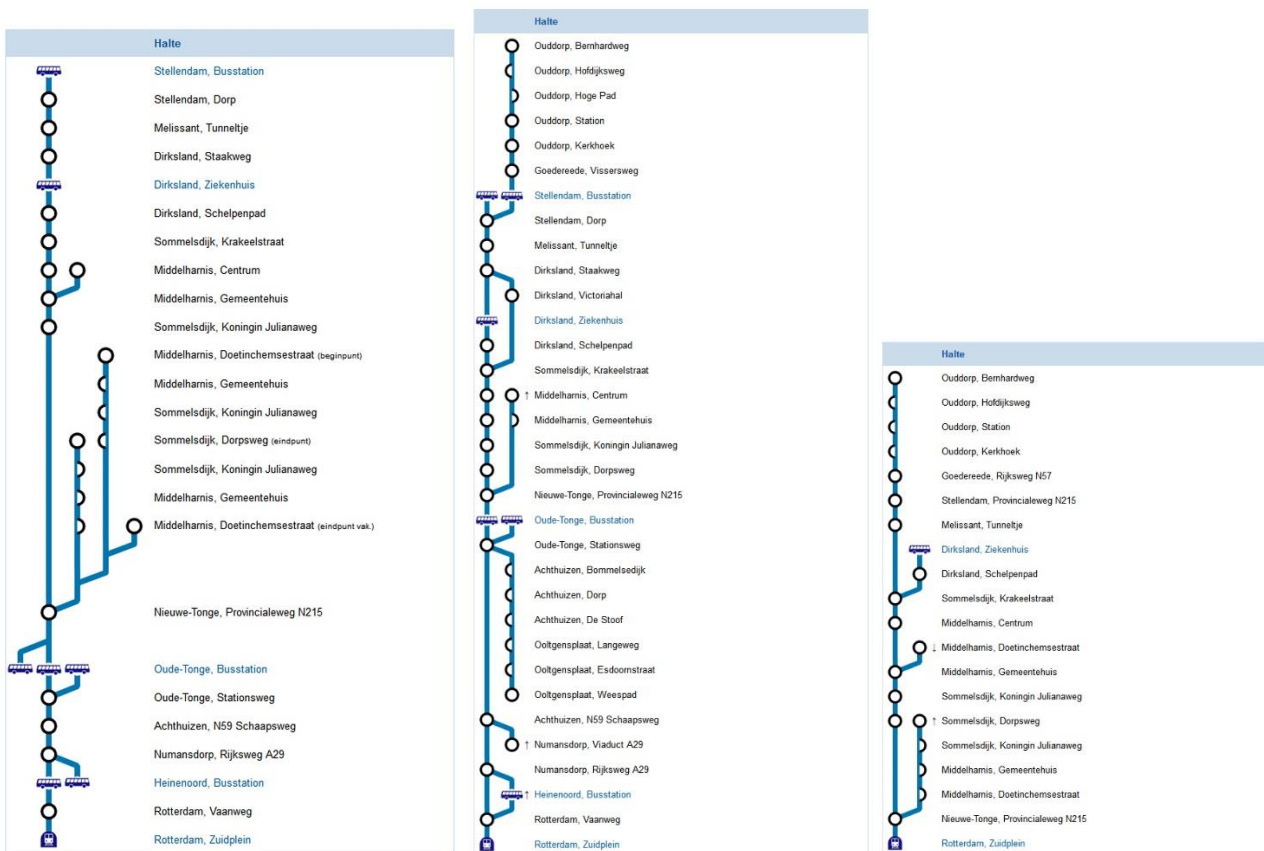 Halte
Stellendam, Busstation
Stellendam, Dorp
Melissant, Tunneltje
Dirksland, Staakweg
Dirksland, Ziekenhuis
Dirksland, Schelpenpad
Sommelsdijk, Krakeelstraat
Middelharnis, Centrum
Middelharnis, Gemeentehuis
Sommelsdijk, Koningin Julianaweg
Middelharnis, Doetinchemsestraat (beginpunt)
Middelharnis, Gemeentehuis
Sommelsdijk, Koningin Julianaweg
Sommelsdijk, Dorpsweg (eindpunt)
Sommelsdijk, Koningin Julianaweg
Middelharnis, Gemeentehuis
Middelharnis, Doetinchemsestraat (eindpunt vak.)
Nieuwe-Tonge, Provincialeweg N215
Oude-Tonge, Busstation
Oude-Tonge, Stationsweg
Achthuizen, N59 Schaapsweg
Numansdorp, Rijksweg A29
Heinenoord, Busstation
Rotterdam, Vaanweg
Rotterdam, Zuidplein
Halte
Ouddorp, Bernhardweg
Ouddorp, Hofdijksweg
Ouddorp, Hoge Pad
Ouddorp, Station
Ouddorp, Kerkhoek
Goedereede, Vissersweg
Stellendam, Busstation
Stellendam, Dorp
Melissant, Tunneltje
Dirksland, Staakweg
Dirksland, Victoriahal
Dirksland, Ziekenhuis
Dirksland, Schelpenpad
Sommelsdijk, Krakeelstraat
↑ Middelharnis, Centrum
Middelharnis, Gemeentehuis
Sommelsdijk, Koningin Julianaweg
Sommelsdijk, Dorpsweg
Nieuwe-Tonge, Provincialeweg N215
Oude-Tonge, Busstation
Oude-Tonge, Stationsweg
Achthuizen, Bommelsedijk
Achthuizen, Dorp
Achthuizen, De Stoof
Ooltgensplaat, Langeweg
Ooltgensplaat, Esdoornstraat
Ooltgensplaat, Weespad
Achthuizen, N59 Schaapsweg
↑ Numansdorp, Viaduct A29
Numansdorp, Rijksweg A29
↑ Heinenoord, Busstation
Rotterdam, Vaanweg
Rotterdam, Zuidplein
Halte
Ouddorp, Bernhardweg
Ouddorp, Hofdijksweg
Ouddorp, Station
Ouddorp, Kerkhoek
Goedereede, Rijksweg N57
Stellendam, Provincialeweg N215
Melissant, Tunneltje
Dirksland, Ziekenhuis
Dirksland, Schelpenpad
Sommelsdijk, Krakeelstraat
Middelharnis, Centrum
↓ Middelharnis, Doetinchemsestraat
Middelharnis, Gemeentehuis
Sommelsdijk, Koningin Julianaweg
↑ Sommelsdijk, Dorpsweg
Sommelsdijk, Koningin Julianaweg
Middelharnis, Gemeentehuis
Middelharnis, Doetinchemsestraat
Nieuwe-Tonge, Provincialeweg N215
Rotterdam, Zuidplein